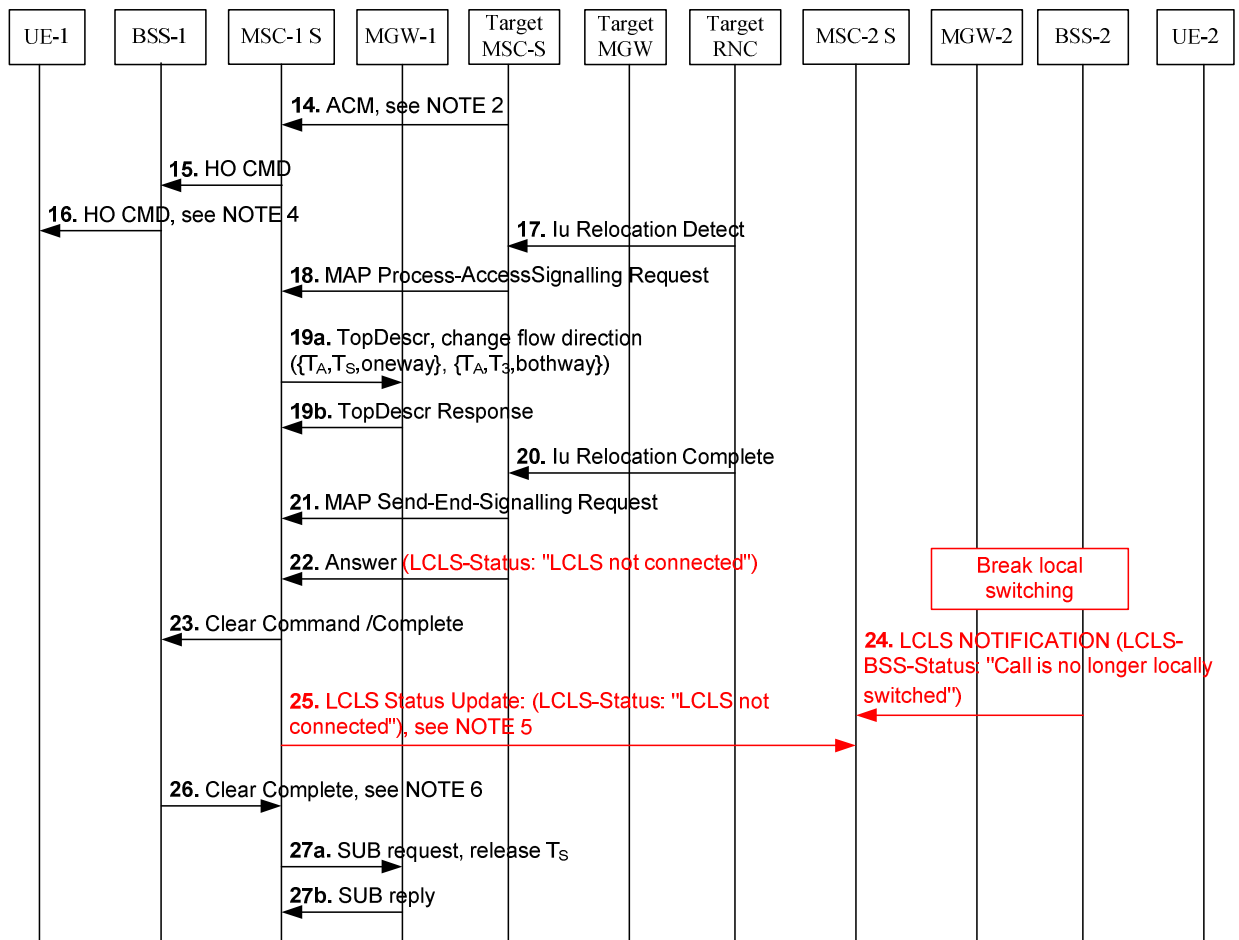 UE-1
BSS-1
MSC-1 S
MGW-1
Target
MSC-S
Target
MGW
Target
RNC
MSC-2 S
MGW-2
BSS-2
UE-2
14. ACM, see NOTE 2
15. HO CMD
16. HO CMD, see NOTE 4
17. Iu Relocation Detect
18. MAP Process-AccessSignalling Request
19a. TopDescr, change flow direction
({TA,TS,oneway}, {TA,T3,bothway})
19b. TopDescr Response
20. Iu Relocation Complete
21. MAP Send-End-Signalling Request
22. Answer (LCLS-Status: "LCLS not connected")
Break local
switching
23. Clear Command /Complete
24. LCLS NOTIFICATION (LCLS-
BSS-Status: "Call is no longer locally
switched")
25. LCLS Status Update: (LCLS-Status: "LCLS not
connected"), see NOTE 5
26. Clear Complete, see NOTE 6
27a. SUB request, release TS
27b. SUB reply